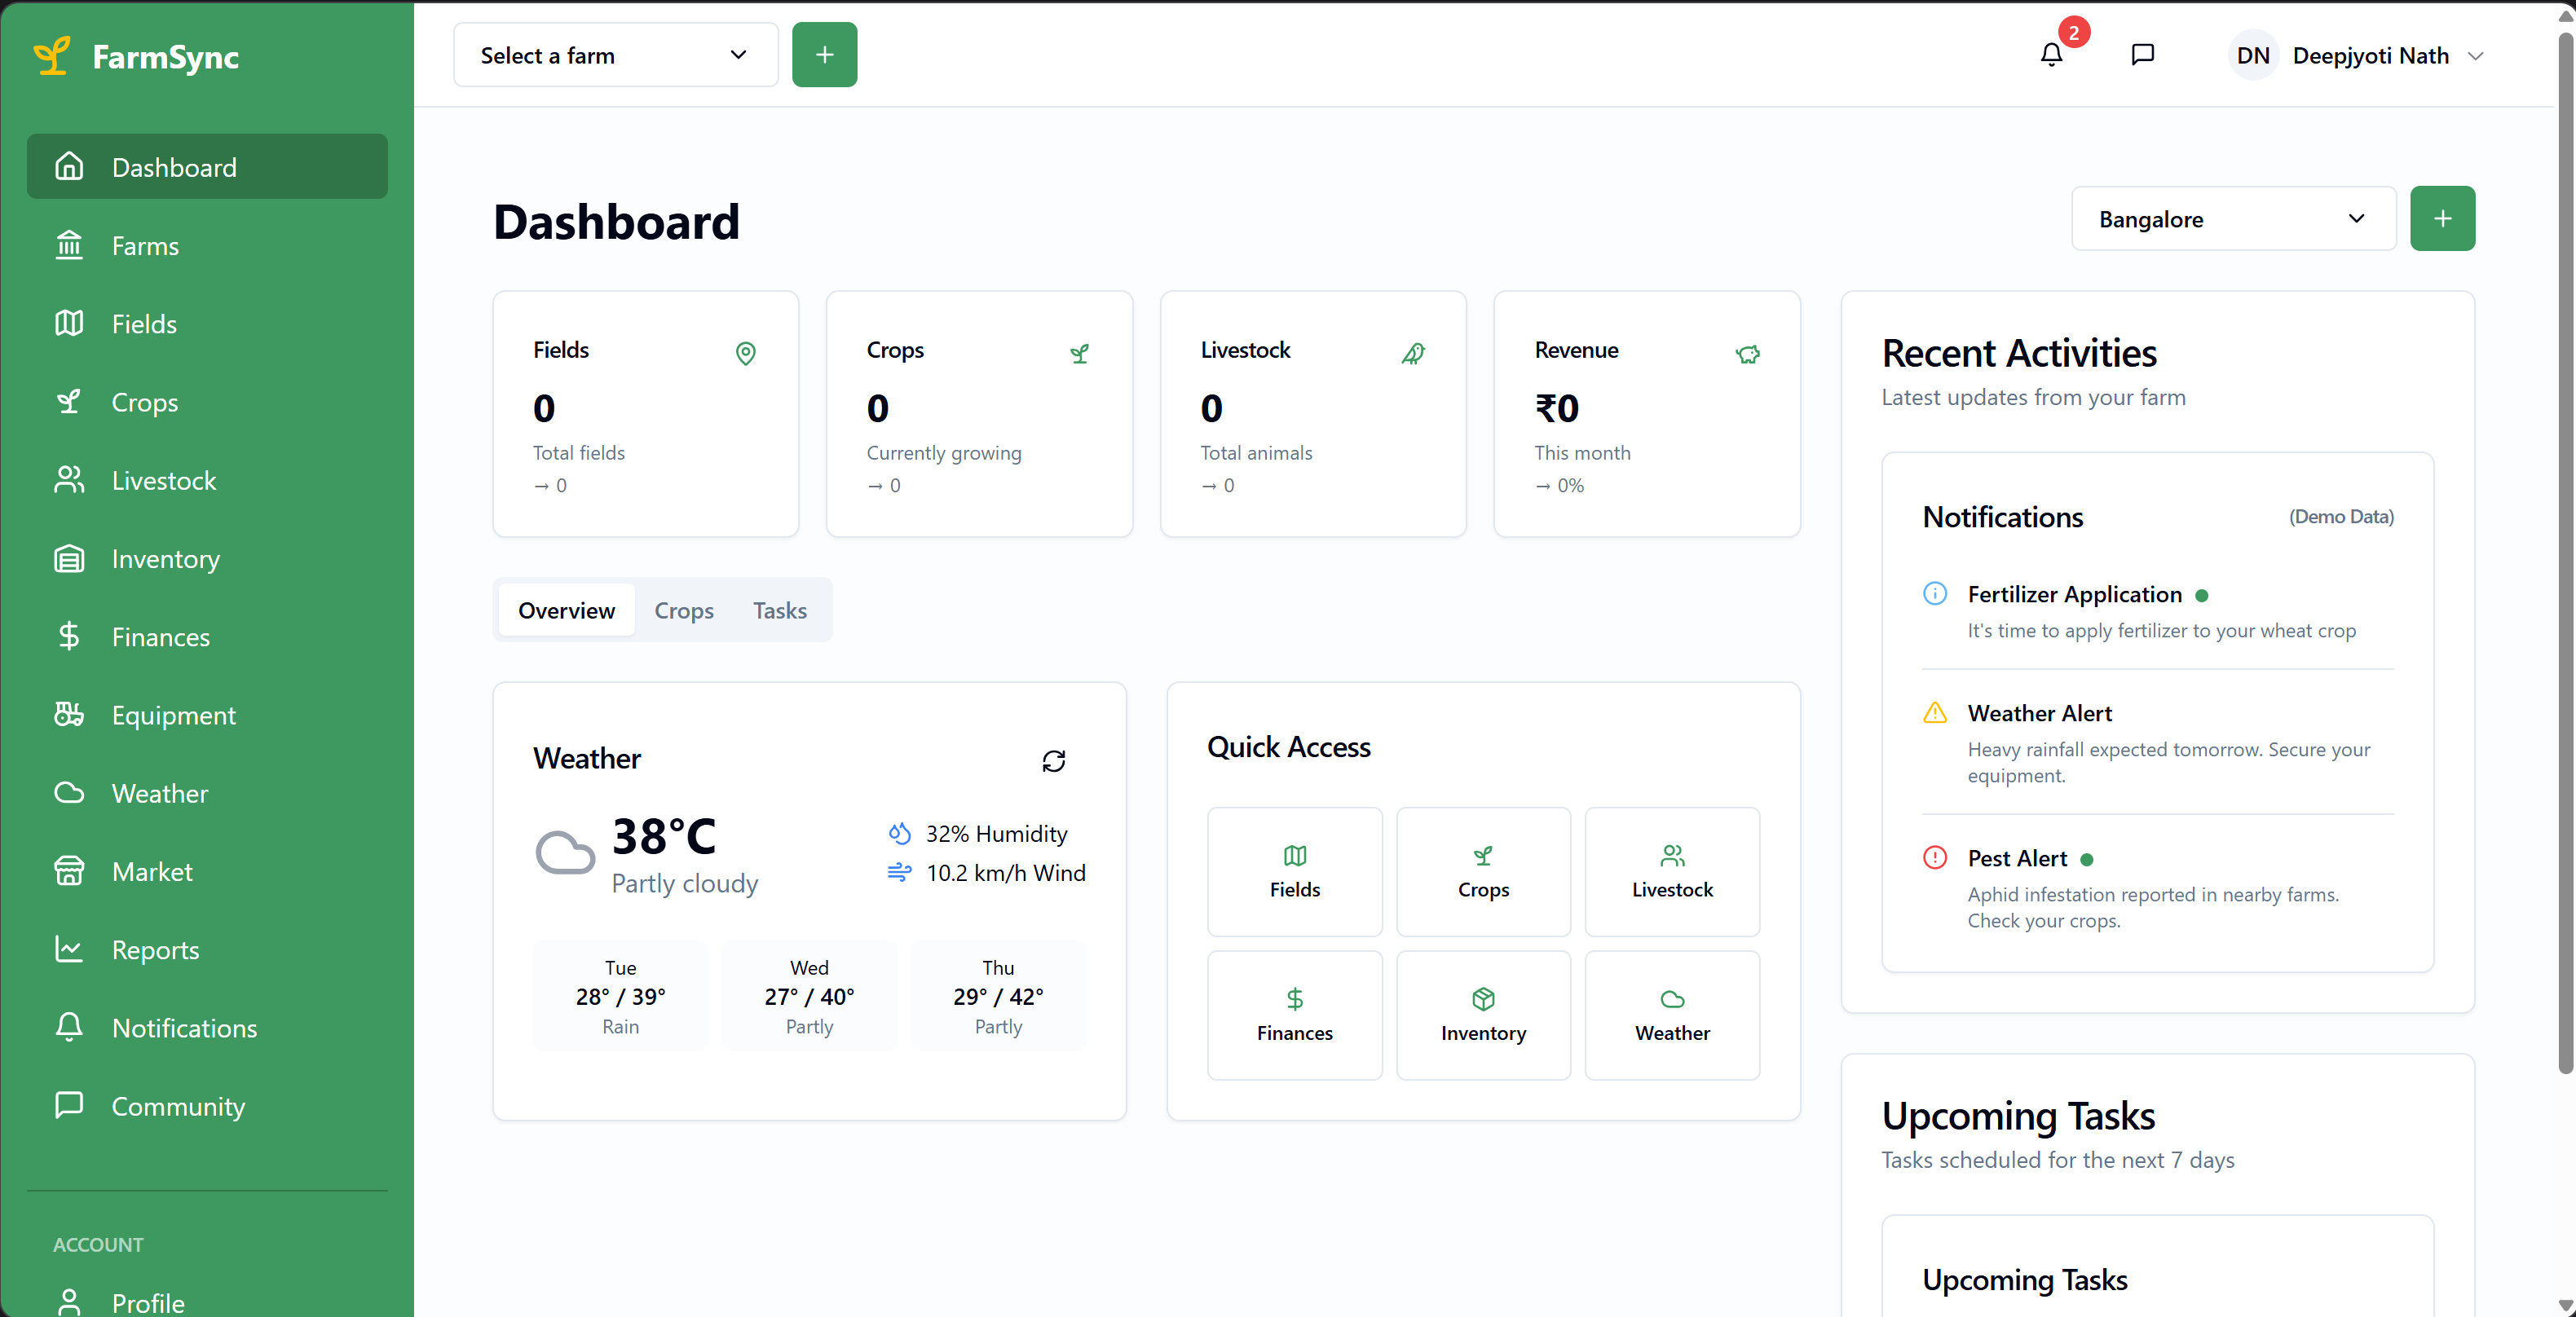 FarmSync
Dashboard
Farms
Fields
Crops
Livestock
Inventory
Finances
Equipment
Weather
Market
Reports
Notifications
Community
ACCOUNT
Profile
Select a farm
2
DN Deepjyoti Nath
Dashboard
Bangalore
Fields
0
Total fields
→ 0
Crops
0
Currently growing
→ 0
Livestock
0
Total animals
→ 0
Revenue
₹0
This month
→ 0%
Overview Crops Tasks
Weather
38°C
Partly cloudy
32% Humidity
10.2 km/h Wind
Tue
28° / 39°
Rain
Wed
27° / 40°
Partly
Thu
29° / 42°
Partly
Quick Access
Fields
Crops
Livestock
Finances
Inventory
Weather
Recent Activities
Latest updates from your farm
Notifications (Demo Data)
Fertilizer Application
It's time to apply fertilizer to your wheat crop
Weather Alert
Heavy rainfall expected tomorrow. Secure your
equipment.
Pest Alert
Aphid infestation reported in nearby farms.
Check your crops.
Upcoming Tasks
Tasks scheduled for the next 7 days
Upcoming Tasks